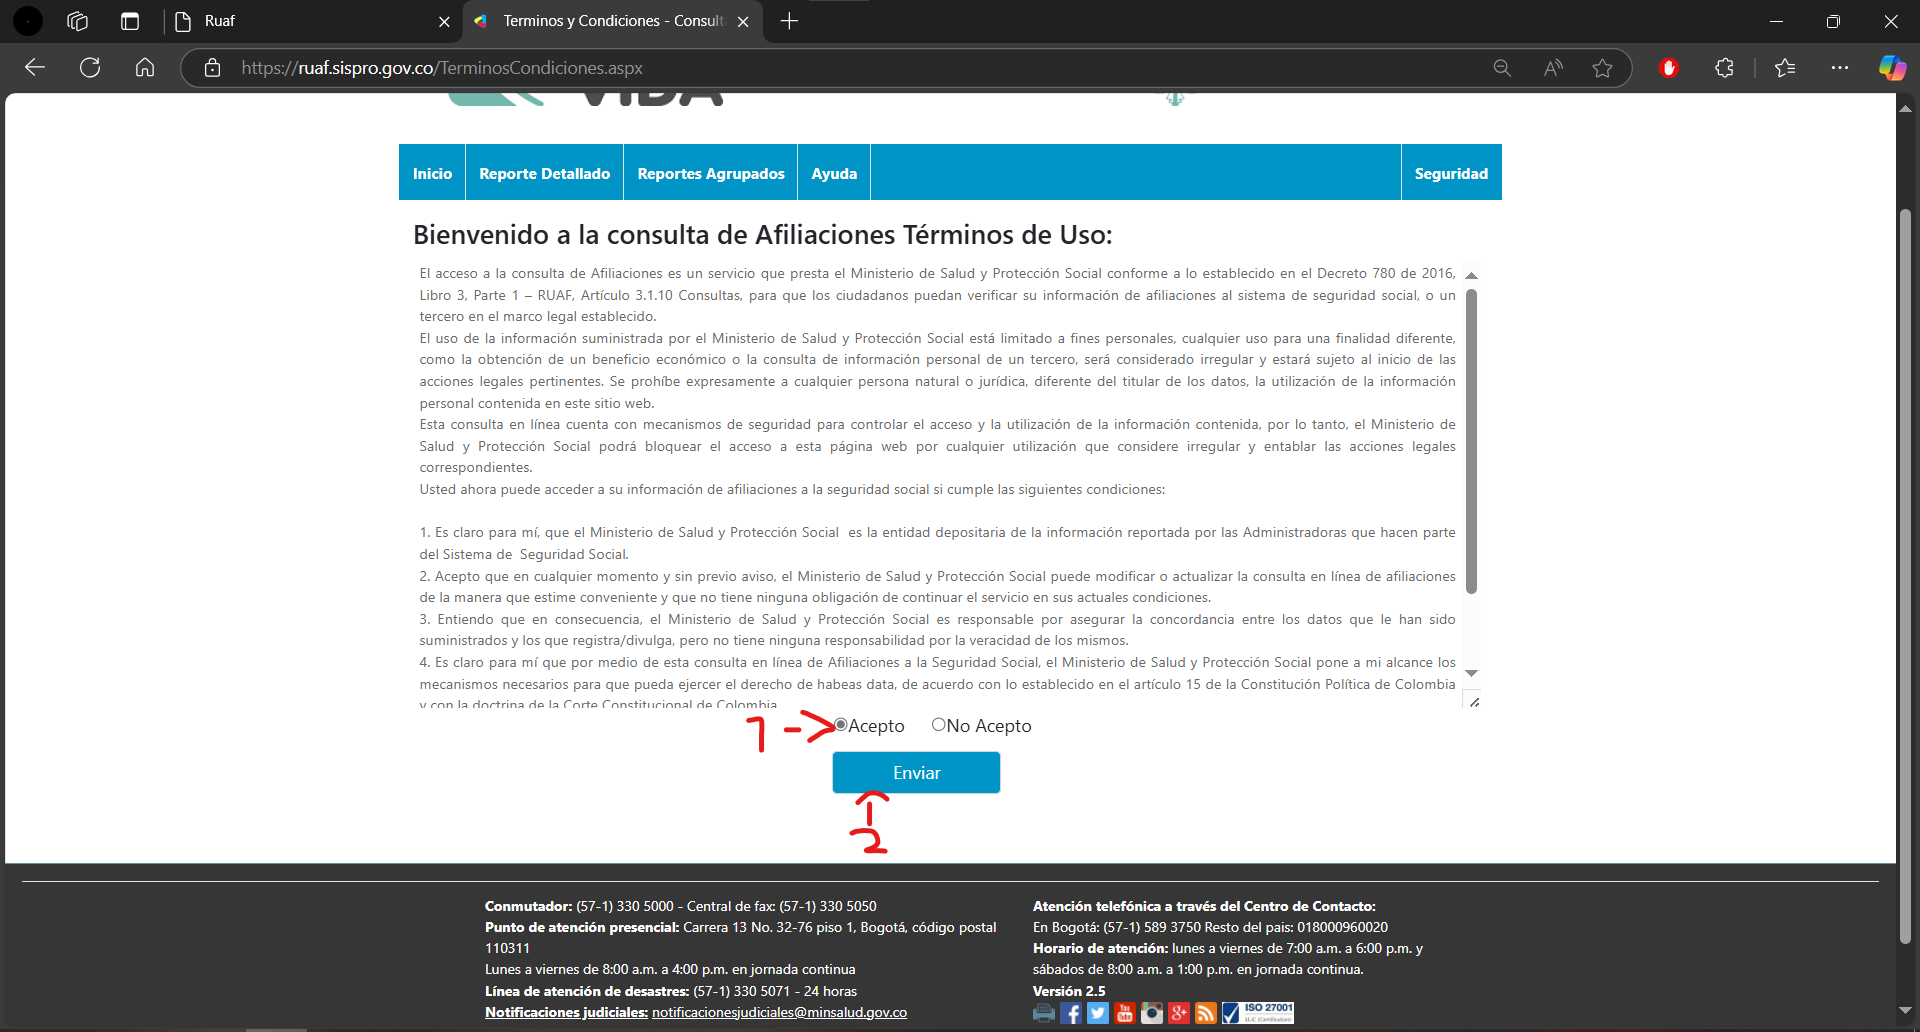 Ruaf
Terminos y Condiciones - Consult
https://ruaf.sispro.gov.co/TerminosCondiciones.aspx
VIDA
Inicio
Reporte Detallado
Reportes Agrupados
Ayuda
Seguridad
Bienvenido a la consulta de Afiliaciones Términos de Uso:
El acceso a la consulta de Afiliaciones es un servicio que presta el Ministerio de Salud y Protección Social conforme a lo establecido en el Decreto 780 de 2016,
Libro 3, Parte 1 – RUAF, Artículo 3.1.10 Consultas, para que los ciudadanos puedan verificar su información de afiliaciones al sistema de seguridad social, o un
tercero en el marco legal establecido.
El uso de la información suministrada por el Ministerio de Salud y Protección Social está limitado a fines personales, cualquier uso para una finalidad diferente,
como la obtención de un beneficio económico o la consulta de información personal de un tercero, será considerado irregular y estará sujeto al inicio de las
acciones legales pertinentes. Se prohíbe expresamente a cualquier persona natural o jurídica, diferente del titular de los datos, la utilización de la información
personal contenida en este sitio web.
Esta consulta en línea cuenta con mecanismos de seguridad para controlar el acceso y la utilización de la información contenida, por lo tanto, el Ministerio de
Salud y Protección Social podrá bloquear el acceso a esta página web por cualquier utilización que considere irregular y entablar las acciones legales
correspondientes.
Usted ahora puede acceder a su información de afiliaciones a la seguridad social si cumple las siguientes condiciones:
1. Es claro para mí, que el Ministerio de Salud y Protección Social es la entidad depositaria de la información reportada por las Administradoras que hacen parte
del Sistema de Seguridad Social.
2. Acepto que en cualquier momento y sin previo aviso, el Ministerio de Salud y Protección Social puede modificar o actualizar la consulta en línea de afiliaciones
de la manera que estime conveniente y que no tiene ninguna obligación de continuar el servicio en sus actuales condiciones.
3. Entiendo que en consecuencia, el Ministerio de Salud y Protección Social es responsable por asegurar la concordancia entre los datos que le han sido
suministrados y los que registra/divulga, pero no tiene ninguna responsabilidad por la veracidad de los mismos.
4. Es claro para mí que por medio de esta consulta en línea de Afiliaciones a la Seguridad Social, el Ministerio de Salud y Protección Social pone a mi alcance los
mecanismos necesarios para que pueda ejercer el derecho de habeas data, de acuerdo con lo establecido en el artículo 15 de la Constitución Política de Colombia
y con la doctrina de la Corte Constitucional de Colombia
1 -> Acepto No Acepto
Enviar
2
Conmutador: (57-1) 330 5000 - Central de fax: (57-1) 330 5050
Punto de atención presencial: Carrera 13 No. 32-76 piso 1, Bogotá, código postal
110311
Lunes a viernes de 8:00 a.m. a 4:00 p.m. en jornada continua
Línea de atención de desastres: (57-1) 330 5071 - 24 horas
Notificaciones judiciales: notificacionesjudiciales@minsalud.gov.co
Atención telefónica a través del Centro de Contacto:
En Bogotá: (57-1) 589 3750 Resto del pais: 018000960020
Horario de atención: lunes a viernes de 7:00 a.m. a 6:00 p.m. y
sábados de 8:00 a.m. a 1:00 p.m. en jornada continua.
Versión 2.5
ISO 27001